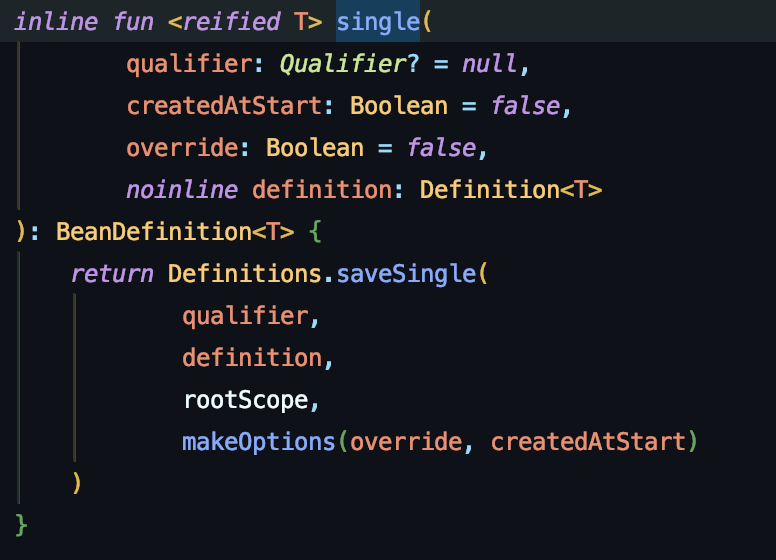 inline fun <reified T> single(
        qualifier: Qualifier? = null,
        createdAtStart: Boolean = false,
        override: Boolean = false,
        noinline definition: Definition<T>
): BeanDefinition<T> {
    return Definitions.saveSingle(
            qualifier,
            definition,
            rootScope,
            makeOptions(override, createdAtStart)
    )
}